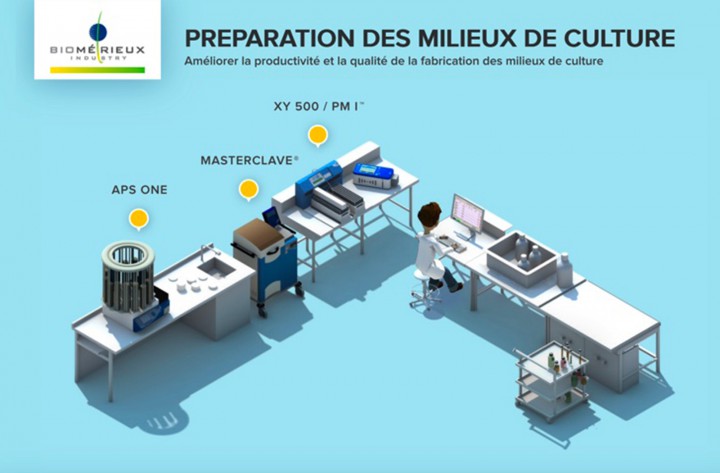 BIOMÉRIEUX
INDUSTRY
PREPARATION DES MILIEUX DE CULTURE
Améliorer la productivité et la qualité de la fabrication des milieux de culture
XY 500 / PM I™
MASTERCLAVE®
APS ONE